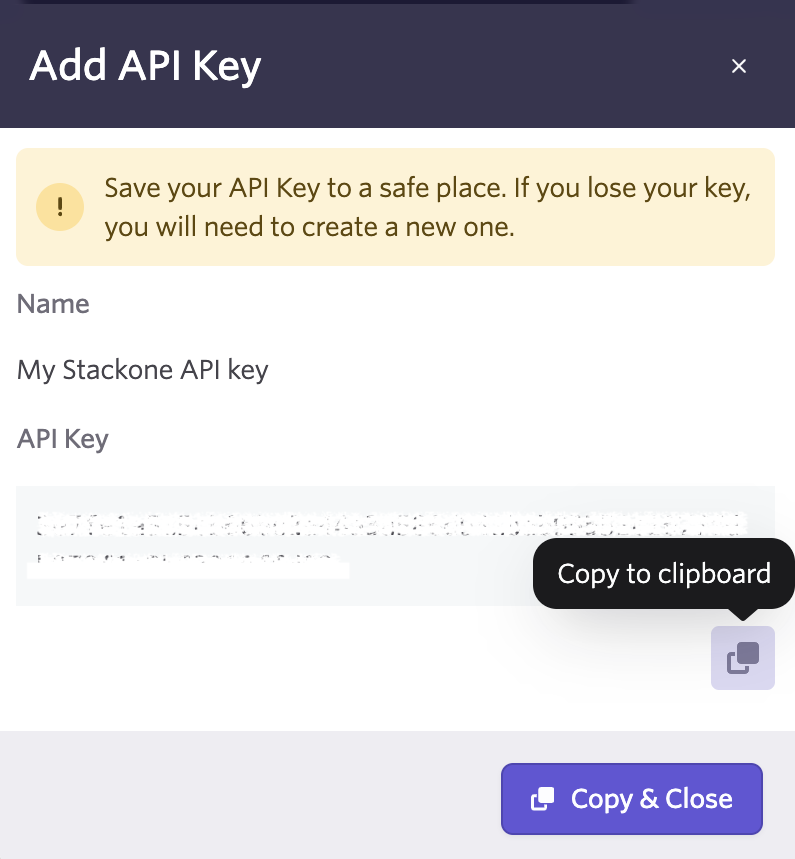 Add API Key
Save your API Key to a safe place. If you lose your key,
you will need to create a new one.
Name
My Stackone API key
API Key
Copy to clipboard
Copy & Close